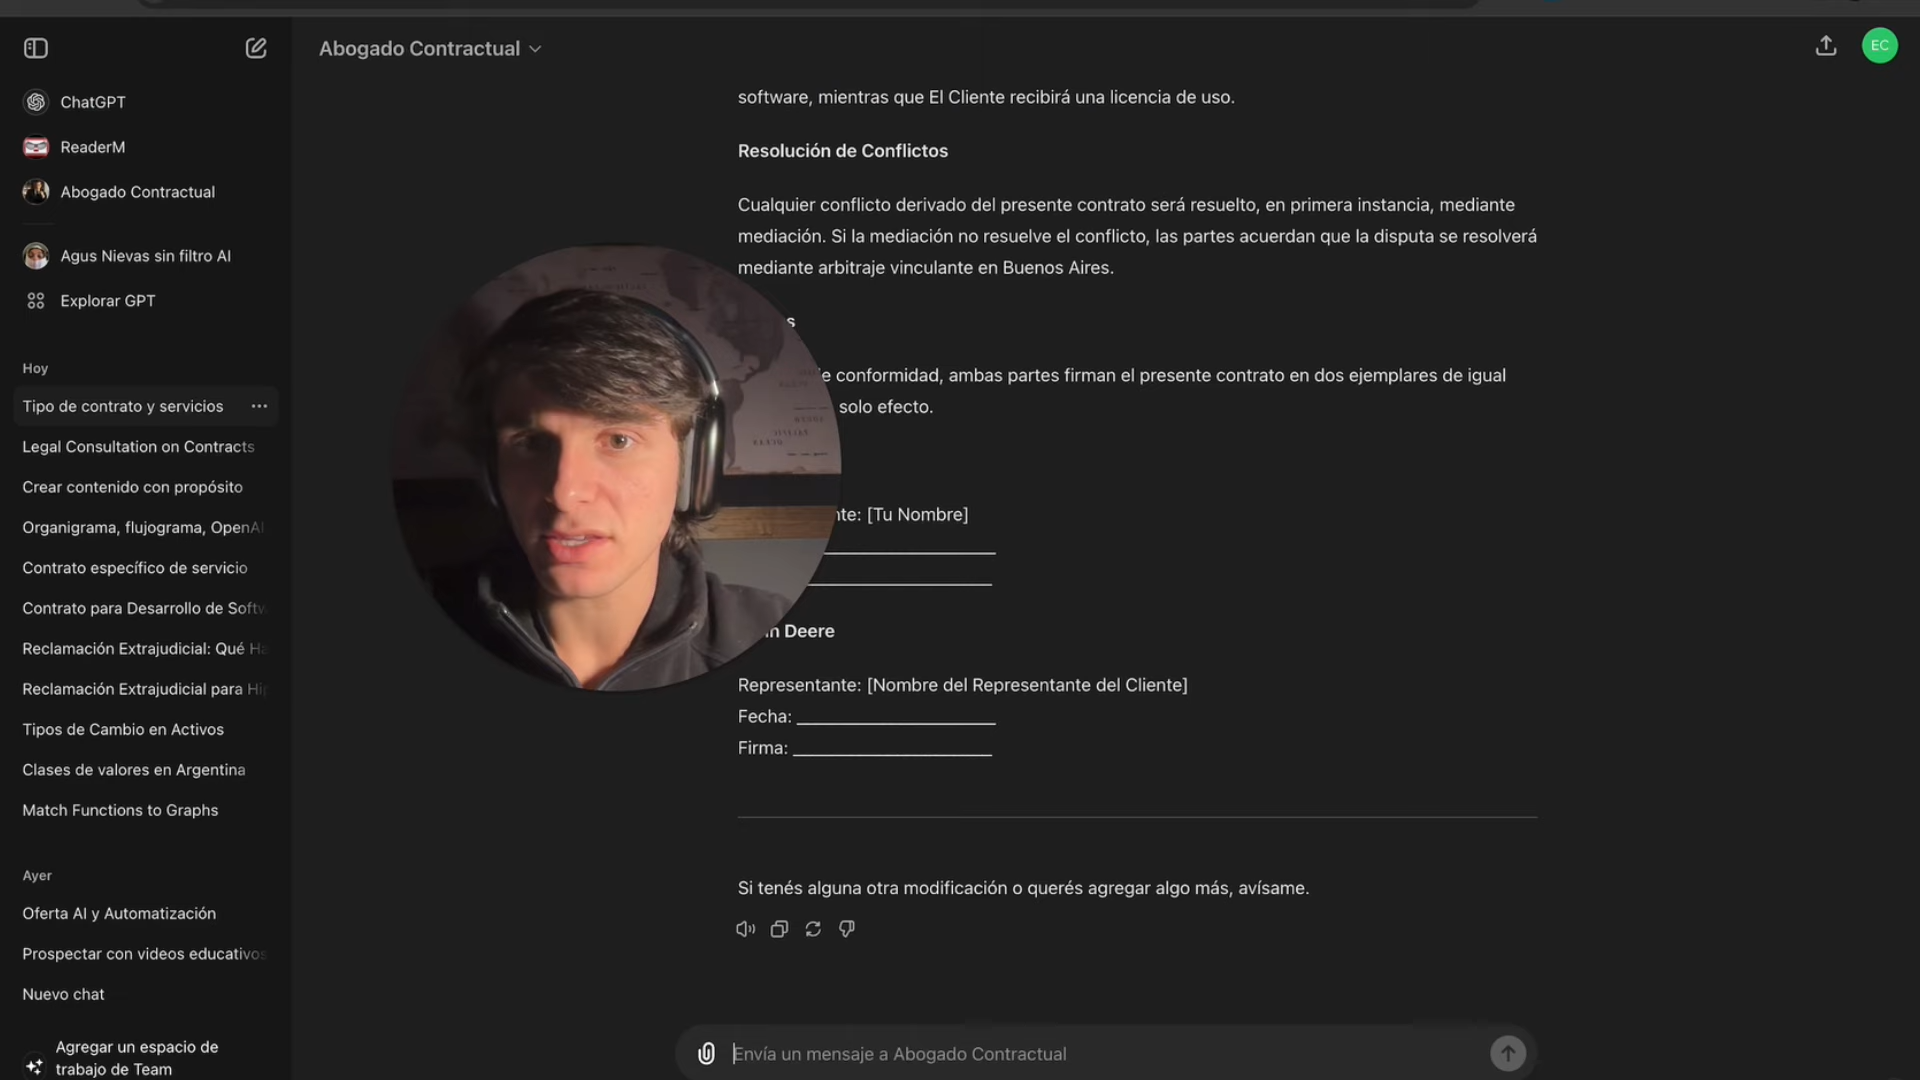 Abogado Contractual
EC
ChatGPT
ReaderM
Abogado Contractual
Agus Nievas sin filtro AI
Explorar GPT
Hoy
Tipo de contrato y servicios
Legal Consultation on Contracts
Crear contenido con propósito
Organigrama, flujograma, OpenAI
Contrato específico de servicio
Contrato para Desarrollo de Softw
Reclamación Extrajudicial: Qué Ha
Reclamación Extrajudicial para Hip
Tipos de Cambio en Activos
Clases de valores en Argentina
Match Functions to Graphs
Ayer
Oferta AI y Automatización
Prospectar con videos educativos
Nuevo chat
Agregar un espacio de
trabajo de Team
software, mientras que El Cliente recibirá una licencia de uso.
Resolución de Conflictos
Cualquier conflicto derivado del presente contrato será resuelto, en primera instancia, mediante
mediación. Si la mediación no resuelve el conflicto, las partes acuerdan que la disputa se resolverá
mediante arbitraje vinculante en Buenos Aires.
s
e conformidad, ambas partes firman el presente contrato en dos ejemplares de igual
solo efecto.
nte: [Tu Nombre]
n Deere
Representante: [Nombre del Representante del Cliente]
Fecha: ______________________
Firma: ______________________
Si tenés alguna otra modificación o querés agregar algo más, avísame.
Envía un mensaje a Abogado Contractual